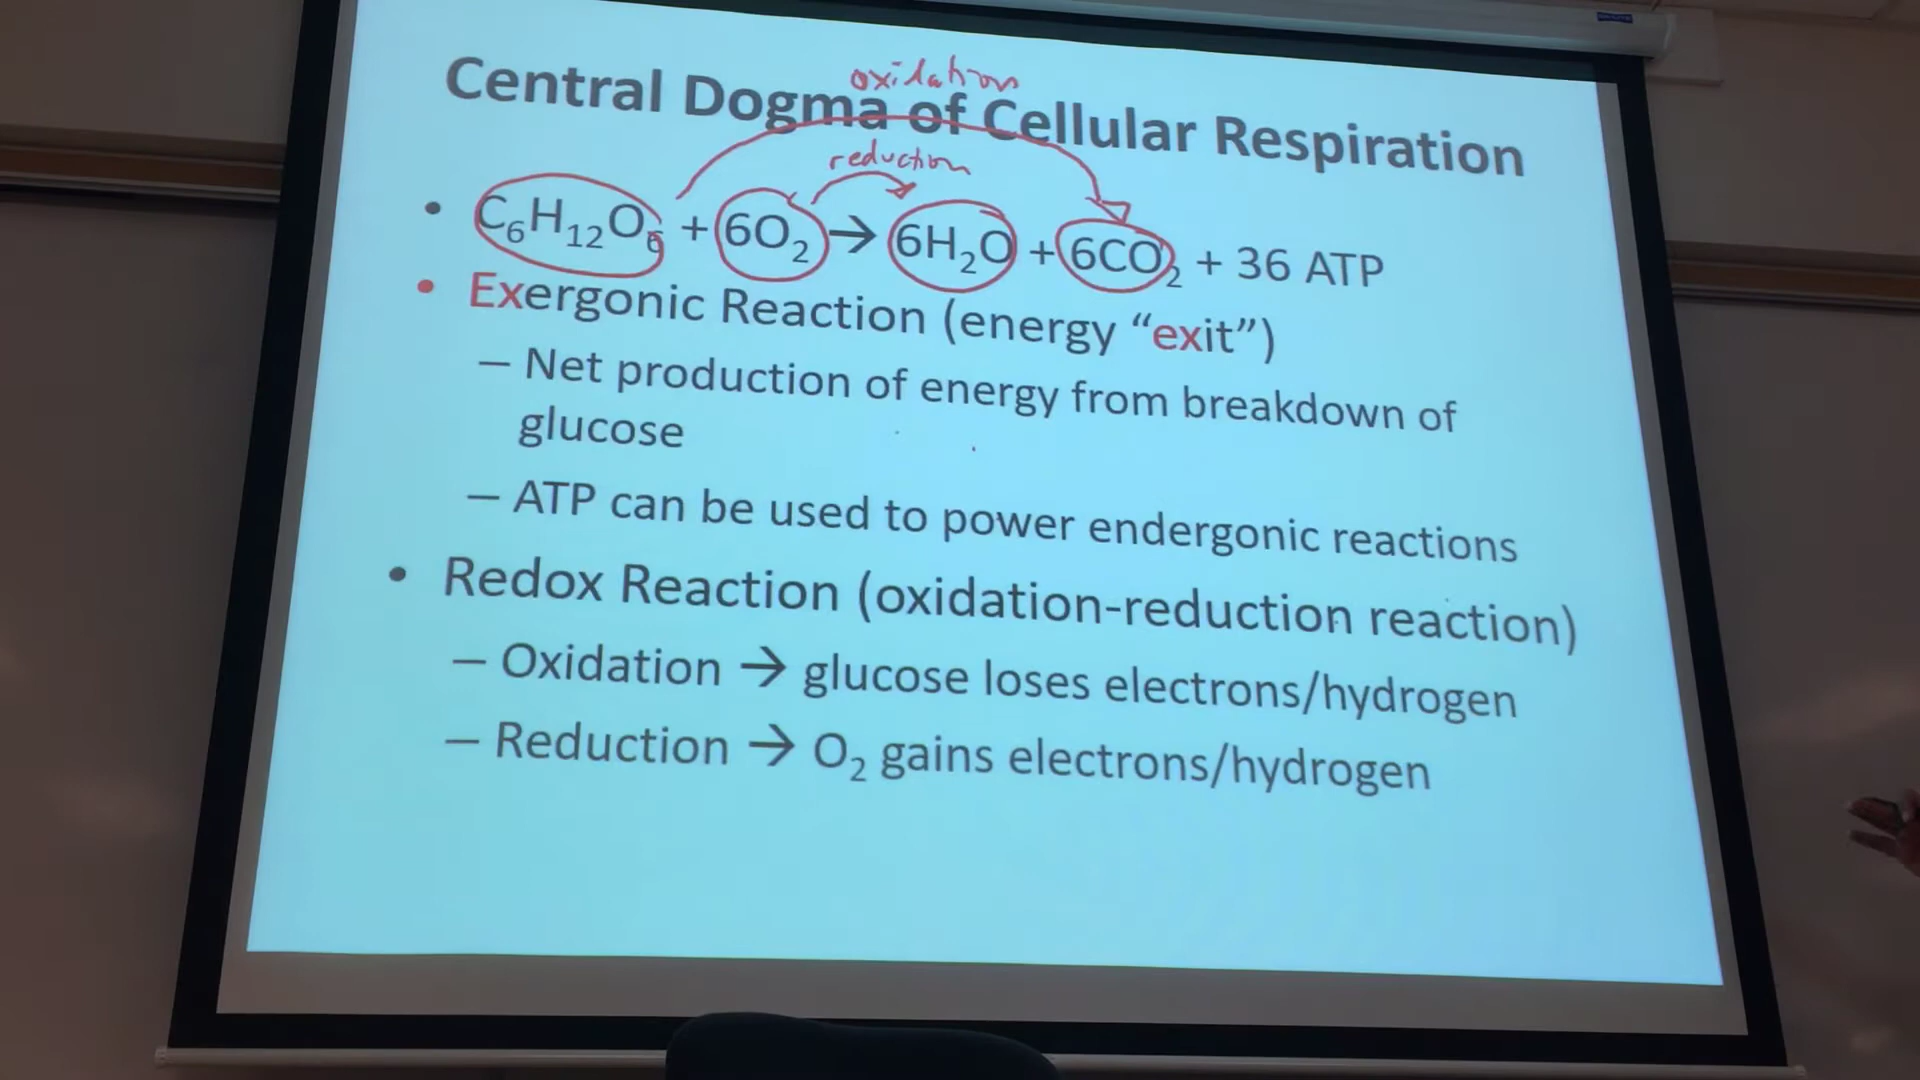 oxidation
Central Dogma of Cellular Respiration
reduction
• C₆H₁₂O₆ + 6O₂ → 6H₂O + 6CO₂ + 36 ATP
• Exergonic Reaction (energy “exit”)
– Net production of energy from breakdown of
glucose
– ATP can be used to power endergonic reactions
• Redox Reaction (oxidation-reduction reaction)
– Oxidation → glucose loses electrons/hydrogen
– Reduction → O₂ gains electrons/hydrogen